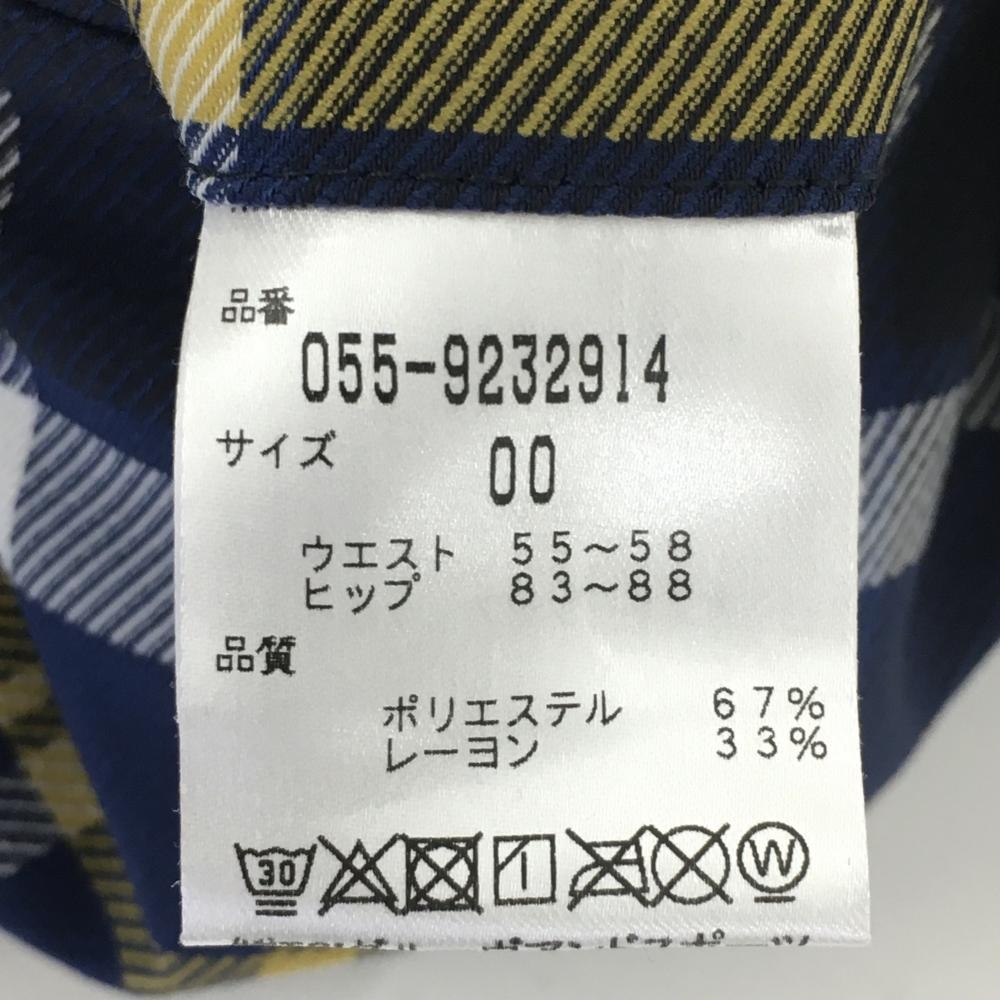 品番
055-9232914
サイズ 00
ウエスト 55〜58
ヒップ 83〜88
品質
ポリエステル 67%
レーヨン 33%
30
W